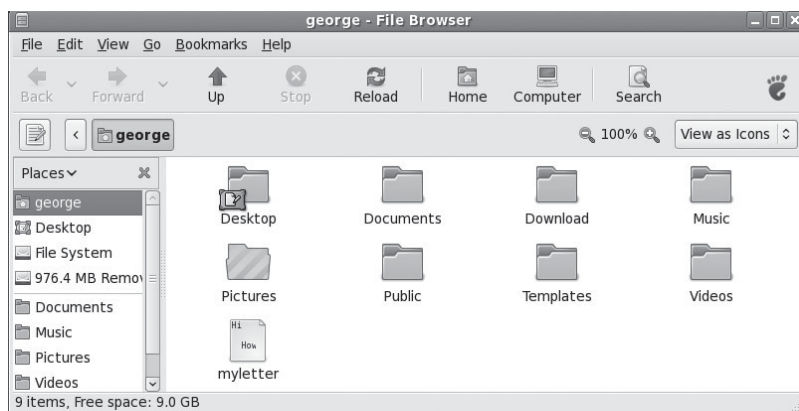 george - File Browser
File Edit View Go Bookmarks Help
Back Forward Up Stop Reload Home Computer Search
george 100% View as Icons
Places
george
Desktop
File System
976.4 MB Remov
Documents
Music
Pictures
Videos
Desktop Documents Download Music
Pictures Public Templates Videos
Hi
How
myletter
9 items, Free space: 9.0 GB